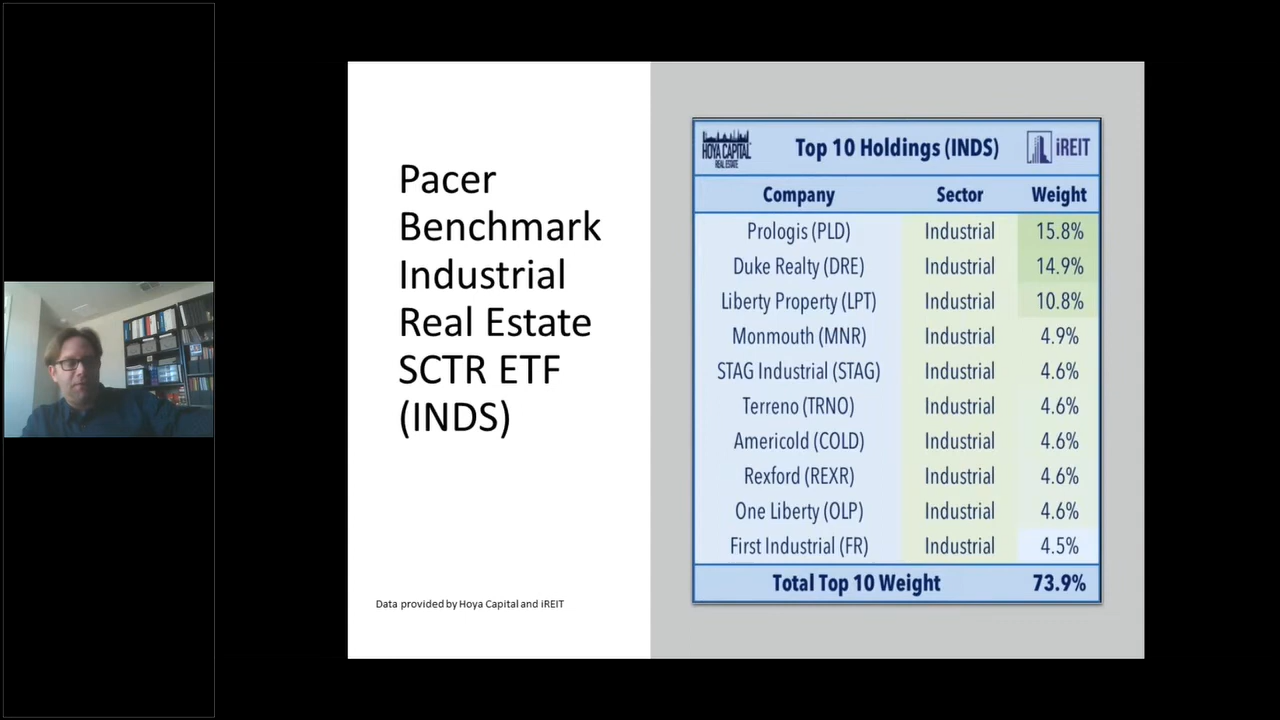 Pacer
Benchmark
Industrial
Real Estate
SCTR ETF
(INDS)
Data provided by Hoya Capital and iREIT
HOYA CAPITAL
REAL ESTATE
Top 10 Holdings (INDS)
iREIT
Company Sector Weight
Prologis (PLD) Industrial 15.8%
Duke Realty (DRE) Industrial 14.9%
Liberty Property (LPT) Industrial 10.8%
Monmouth (MNR) Industrial 4.9%
STAG Industrial (STAG) Industrial 4.6%
Terreno (TRNO) Industrial 4.6%
Americold (COLD) Industrial 4.6%
Rexford (REXR) Industrial 4.6%
One Liberty (OLP) Industrial 4.6%
First Industrial (FR) Industrial 4.5%
Total Top 10 Weight 73.9%